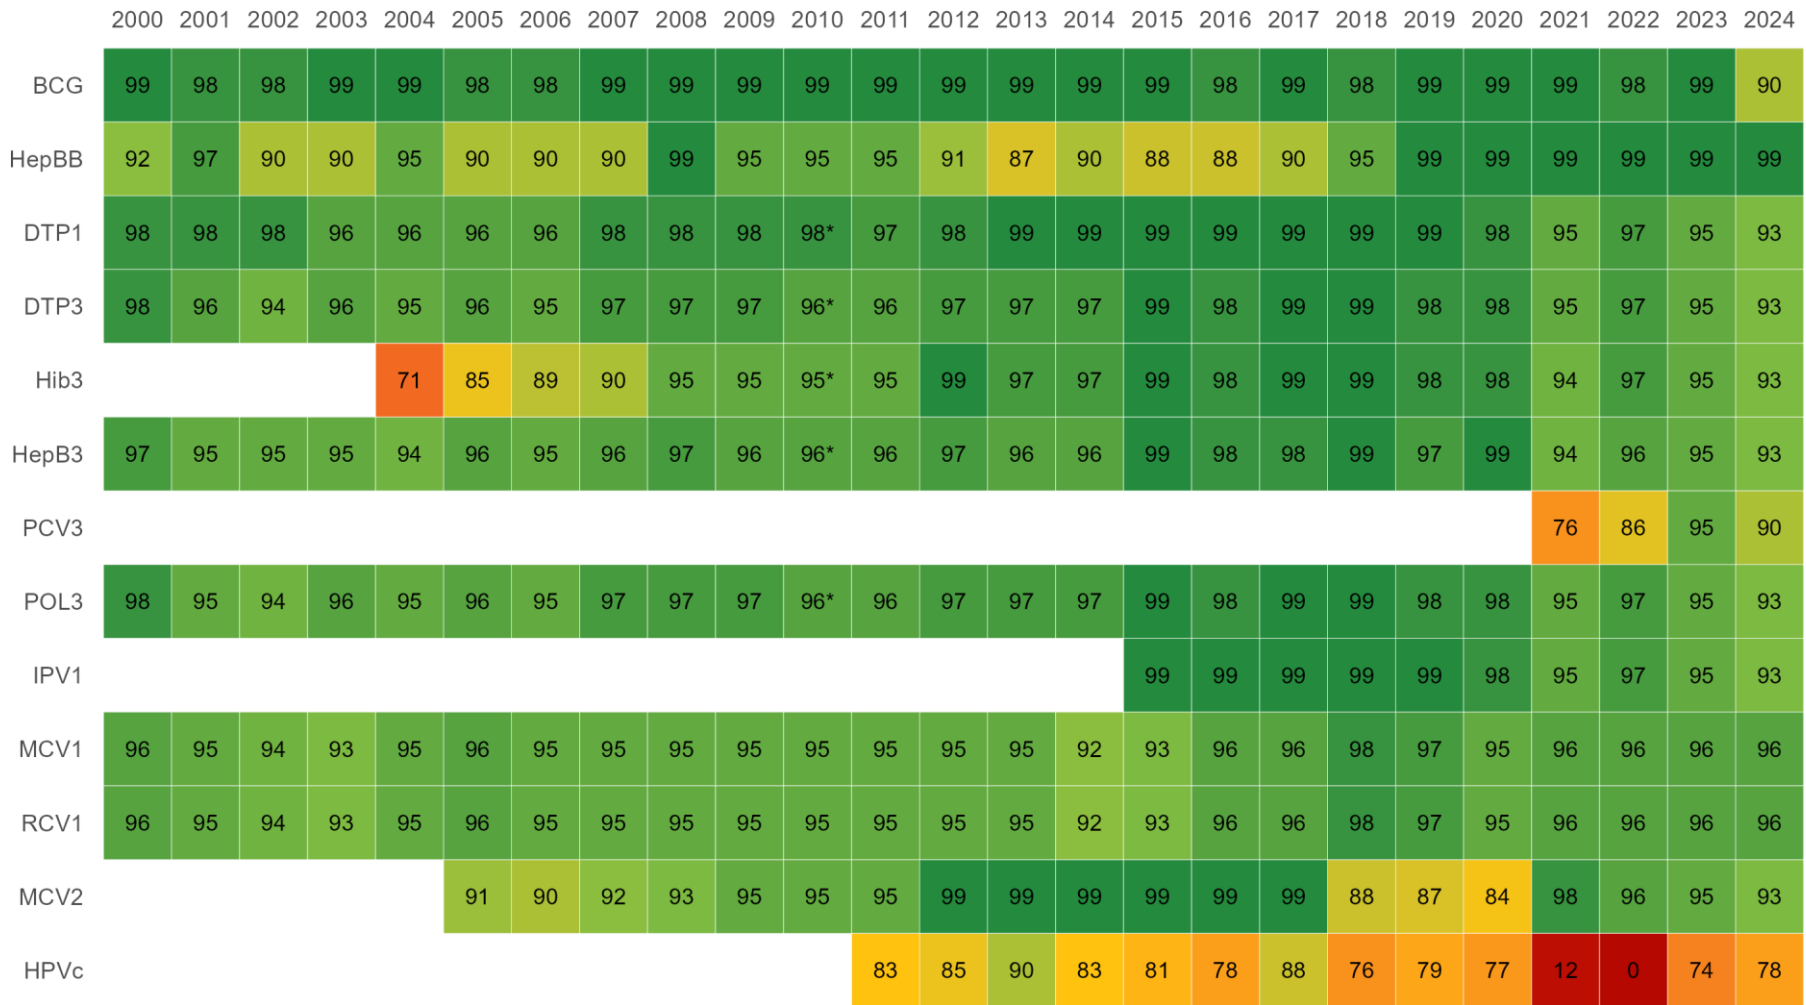 2000 2001 2002 2003 2004 2005 2006 2007 2008 2009 2010 2011 2012 2013 2014 2015 2016 2017 2018 2019 2020 2021 2022 2023 2024
BCG 99 98 98 99 99 98 98 99 99 99 99 99 99 99 99 99 98 99 98 99 99 99 98 99 90
HepBB 92 97 90 90 95 90 90 90 99 95 95 95 91 87 90 88 88 90 95 99 99 99 99 99 99
DTP1 98 98 98 96 96 96 96 98 98 98 98* 97 98 99 99 99 99 99 99 99 98 95 97 95 93
DTP3 98 96 94 96 95 96 95 97 97 97 96* 96 97 97 97 99 98 99 99 98 98 95 97 95 93
Hib3 71 85 89 90 95 95 95* 95 99 97 97 99 98 99 99 98 98 94 97 95 93
HepB3 97 95 95 95 94 96 95 96 97 96 96* 96 97 96 96 99 98 98 99 97 99 94 96 95 93
PCV3 76 86 95 90
POL3 98 95 94 96 95 96 95 97 97 97 96* 96 97 97 97 99 98 99 99 98 98 95 97 95 93
IPV1 99 99 99 99 99 98 95 97 95 93
MCV1 96 95 94 93 95 96 95 95 95 95 95 95 95 95 92 93 96 96 98 97 95 96 96 96 96
RCV1 96 95 94 93 95 96 95 95 95 95 95 95 95 95 92 93 96 96 98 97 95 96 96 96 96
MCV2 91 90 92 93 95 95 95 99 99 99 99 99 99 88 87 84 98 96 95 93
HPVc 83 85 90 83 81 78 88 76 79 77 12 0 74 78